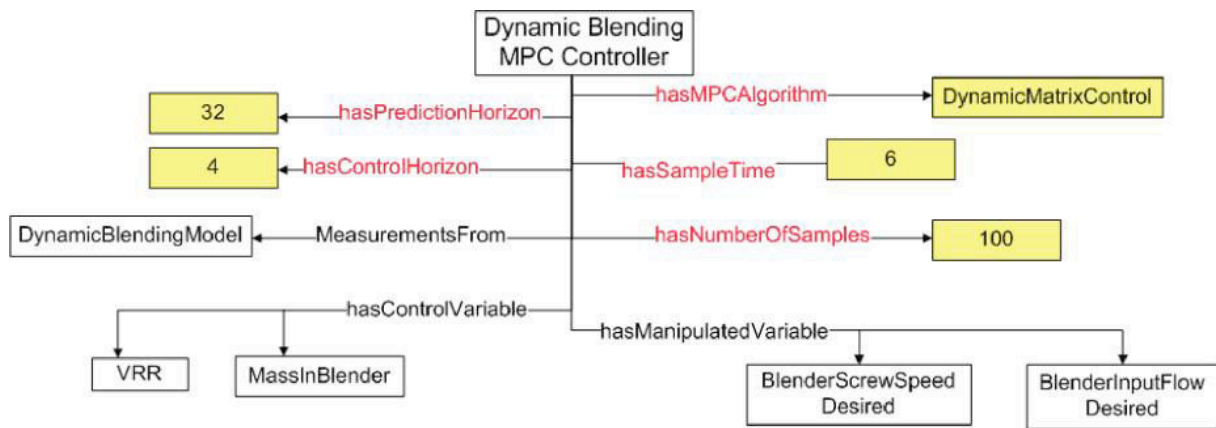 Dynamic Blending
MPC Controller
hasMPCAlgorithm
DynamicMatrixControl
32
hasPredictionHorizon
4
hasControlHorizon
hasSampleTime
6
DynamicBlendingModel
MeasurementsFrom
hasNumberOfSamples
100
hasControlVariable
hasManipulatedVariable
VRR
MassInBlender
BlenderScrewSpeed
Desired
BlenderInputFlow
Desired